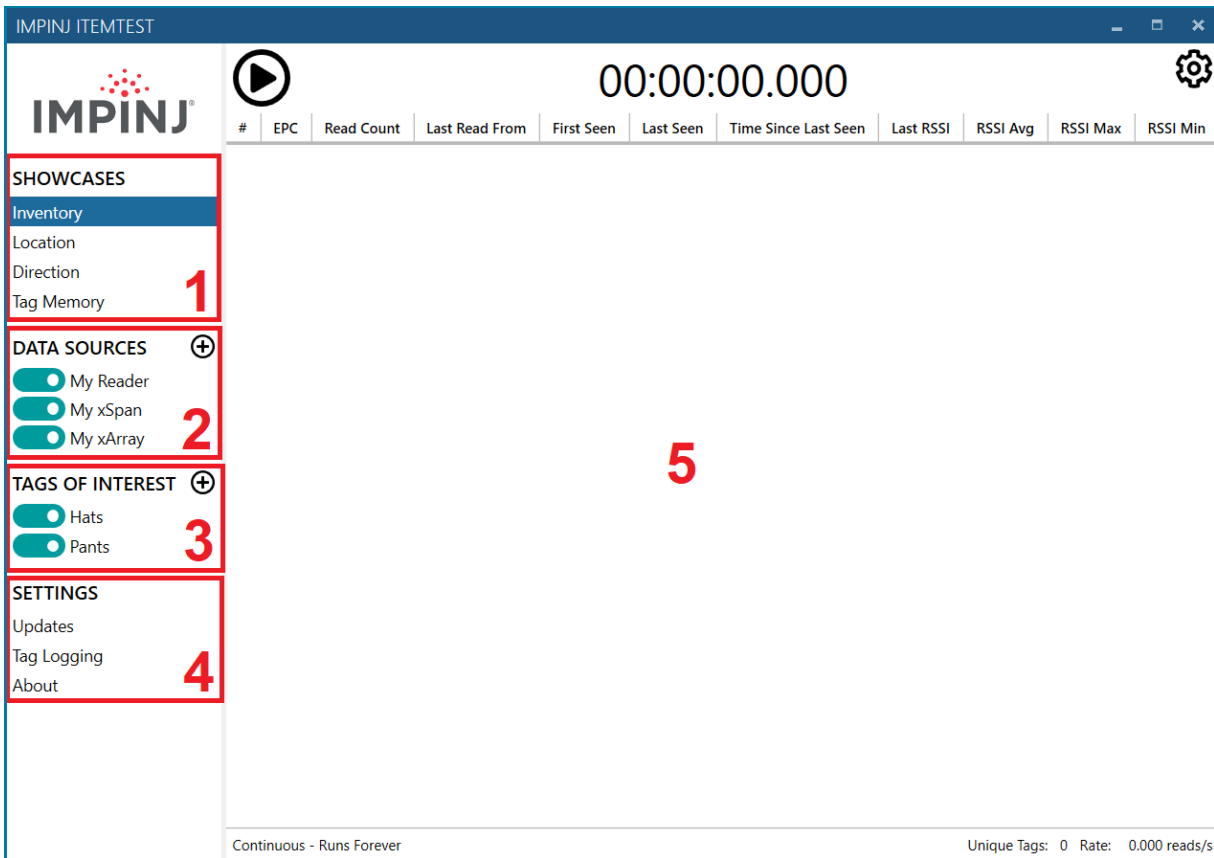 IMPINJ ITEMTEST
IMPINJ®
00:00:00.000
# EPC Read Count Last Read From First Seen Last Seen Time Since Last Seen Last RSSI RSSI Avg RSSI Max RSSI Min
SHOWCASES
Inventory
Location
Direction
Tag Memory
1
DATA SOURCES
My Reader
My xSpan
My xArray
2
TAGS OF INTEREST
Hats
Pants
3
SETTINGS
Updates
Tag Logging
About
4
5
Continuous - Runs Forever Unique Tags: 0 Rate: 0.000 reads/s